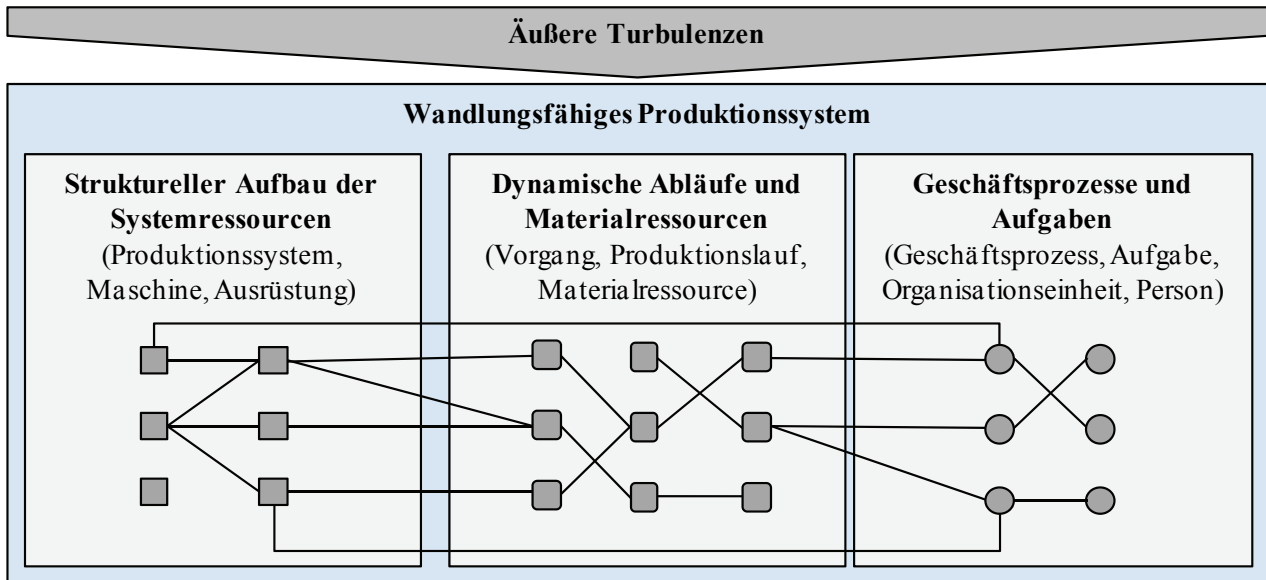 Äußere Turbulenzen
Wandlungsfähiges Produktionssystem
Struktureller Aufbau der
Systemressourcen
(Produktionssystem,
Maschine, Ausrüstung)
Dynamische Abläufe und
Materialressourcen
(Vorgang, Produktionslauf,
Materialressource)
Geschäftsprozesse und
Aufgaben
(Geschäftsprozess, Aufgabe,
Organisationseinheit, Person)